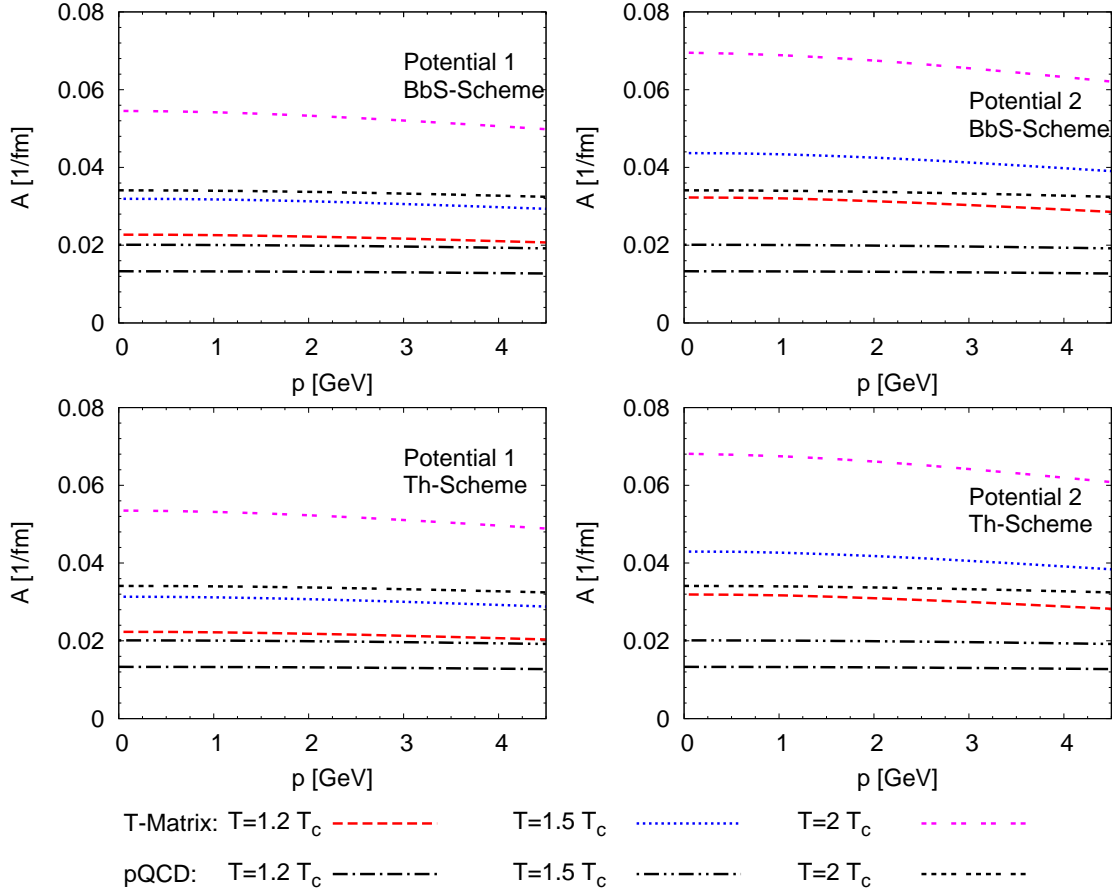 0.08
0.06
0.04
0.02
0
A [1/fm]
0 1 2 3 4
p [GeV]
Potential 1
BbS-Scheme
0.08
0.06
0.04
0.02
0
A [1/fm]
0 1 2 3 4
p [GeV]
Potential 2
BbS-Scheme
0.08
0.06
0.04
0.02
0
A [1/fm]
0 1 2 3 4
p [GeV]
Potential 1
Th-Scheme
0.08
0.06
0.04
0.02
0
A [1/fm]
0 1 2 3 4
p [GeV]
Potential 2
Th-Scheme
T-Matrix: T=1.2 T_c T=1.5 T_c T=2 T_c
pQCD: T=1.2 T_c T=1.5 T_c T=2 T_c